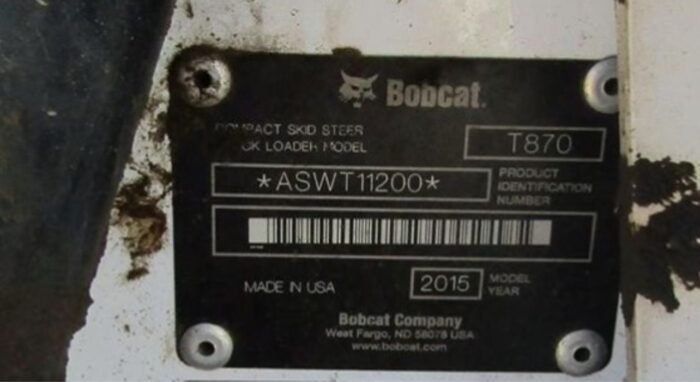 Bobcat.
COMPACT SKID STEER
LOADER MODEL
T870
*ASWT11200*
PRODUCT
IDENTIFICATION
NUMBER
MADE IN USA
2015
MODEL
YEAR
Bobcat Company
West Fargo, ND 58078 USA
www.bobcat.com